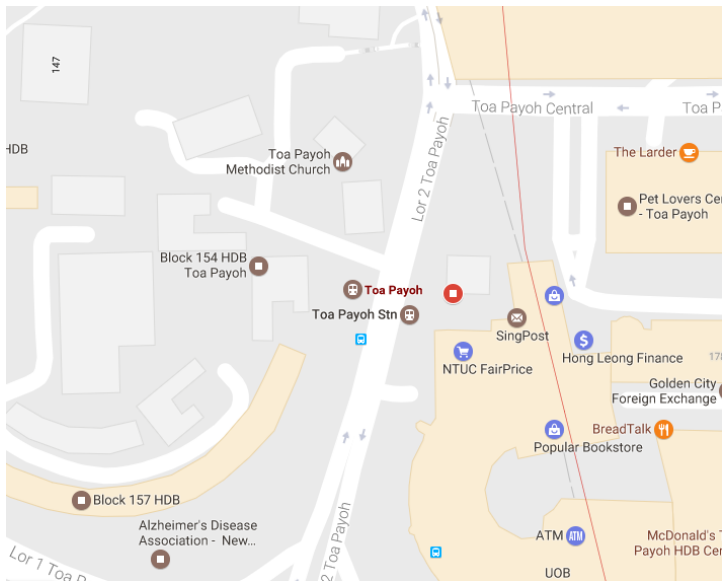 147
Toa Payoh Central
Toa P
HDB
Toa Payoh
Methodist Church
Lor 2 Toa Payoh
The Larder
Pet Lovers Ce
- Toa Payoh
Block 154 HDB
Toa Payoh
Toa Payoh
Toa Payoh Stn
SingPost
NTUC FairPrice
Hong Leong Finance
178
Golden City
Foreign Exchange
BreadTalk
Popular Bookstore
Block 157 HDB
Alzheimer's Disease
Association - New...
ATM
ATM
McDonald's T
Payoh HDB Cen
UOB
Lor 1 Toa P
2 Toa Payoh